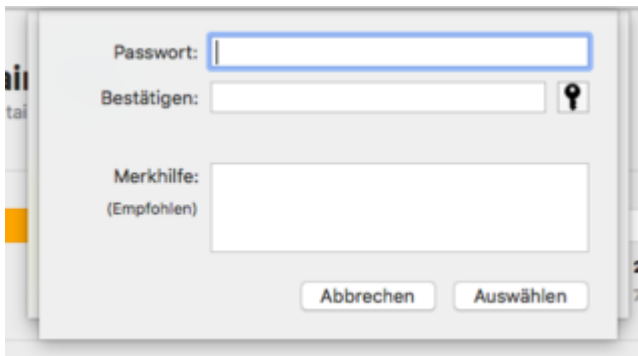 Passwort:
Bestätigen:
Merkhilfe:
(Empfohlen)
Abbrechen
Auswählen